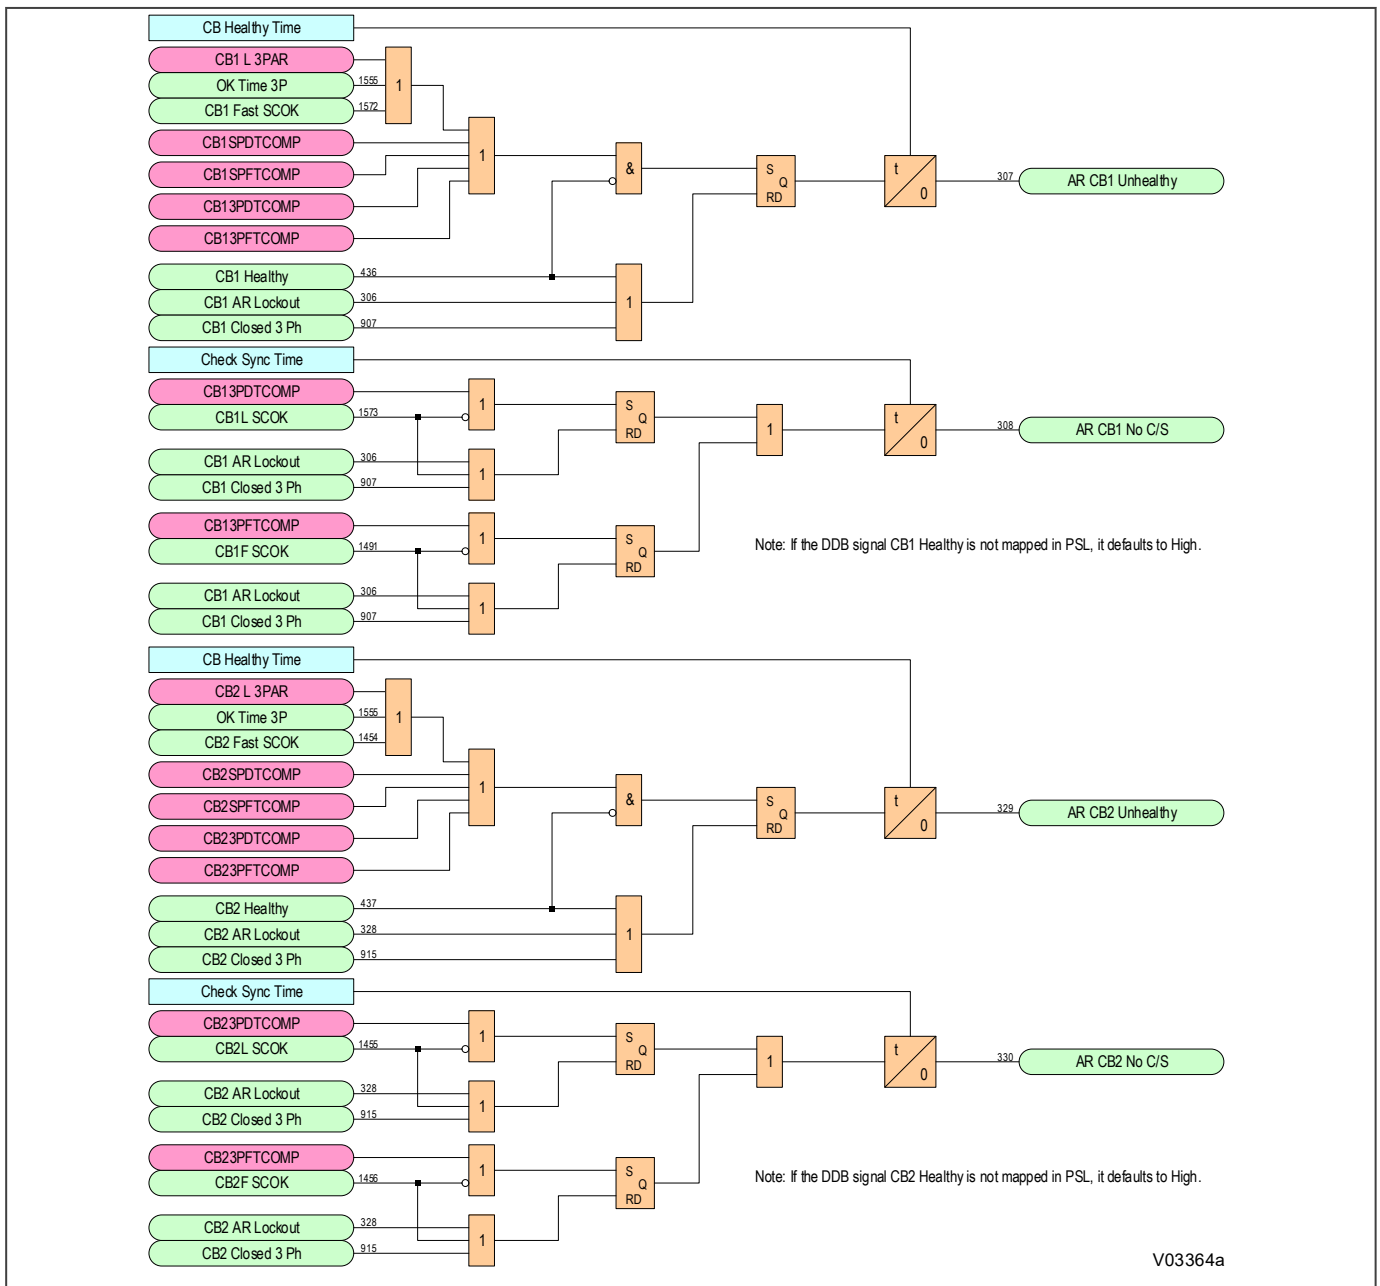 CB Healthy Time
CB1 L 3PAR
OK Time 3P
1555
CB1 Fast SCOK
1572
1
CB1SPDTCOMP
CB1SPFTCOMP
CB13PDTCOMP
CB13PFTCOMP
1
&
S
Q
RD
t
0
307
AR CB1 Unhealthy
CB1 Healthy
436
CB1 AR Lockout
306
CB1 Closed 3 Ph
907
1
Check Sync Time
CB13PDTCOMP
CB1L SCOK
1573
1
S
Q
RD
1
t
0
308
AR CB1 No C/S
CB1 AR Lockout
306
CB1 Closed 3 Ph
907
1
CB13PFTCOMP
CB1F SCOK
1491
1
S
Q
RD
Note: If the DDB signal CB1 Healthy is not mapped in PSL, it defaults to High.
CB1 AR Lockout
306
CB1 Closed 3 Ph
907
1
CB Healthy Time
CB2 L 3PAR
OK Time 3P
1555
CB2 Fast SCOK
1454
1
CB2SPDTCOMP
CB2SPFTCOMP
CB23PDTCOMP
CB23PFTCOMP
1
&
S
Q
RD
t
0
329
AR CB2 Unhealthy
CB2 Healthy
437
CB2 AR Lockout
328
CB2 Closed 3 Ph
915
1
Check Sync Time
CB23PDTCOMP
CB2L SCOK
1455
1
S
Q
RD
1
t
0
330
AR CB2 No C/S
CB2 AR Lockout
328
CB2 Closed 3 Ph
915
1
CB23PFTCOMP
CB2F SCOK
1456
1
S
Q
RD
Note: If the DDB signal CB2 Healthy is not mapped in PSL, it defaults to High.
CB2 AR Lockout
328
CB2 Closed 3 Ph
915
1
V03364a